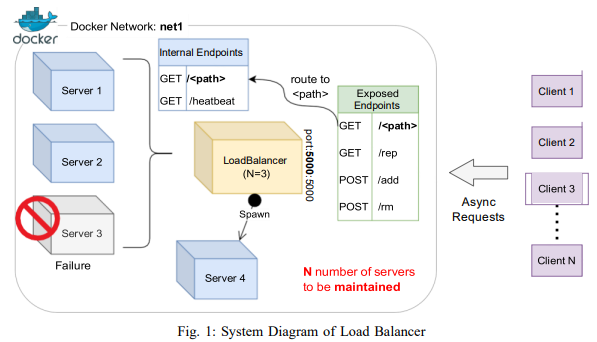 docker
Docker Network: net1
Internal Endpoints
GET /<path>
GET /heatbeat
Server 1
Server 2
Server 3
Failure
LoadBalancer
(N=3)
port:5000:5000
Spawn
Server 4
route to
<path>
Exposed
Endpoints
GET /<path>
GET /rep
POST /add
POST /rm
N number of servers
to be maintained
Async
Requests
Client 1
Client 2
Client 3
Client N
Fig. 1: System Diagram of Load Balancer